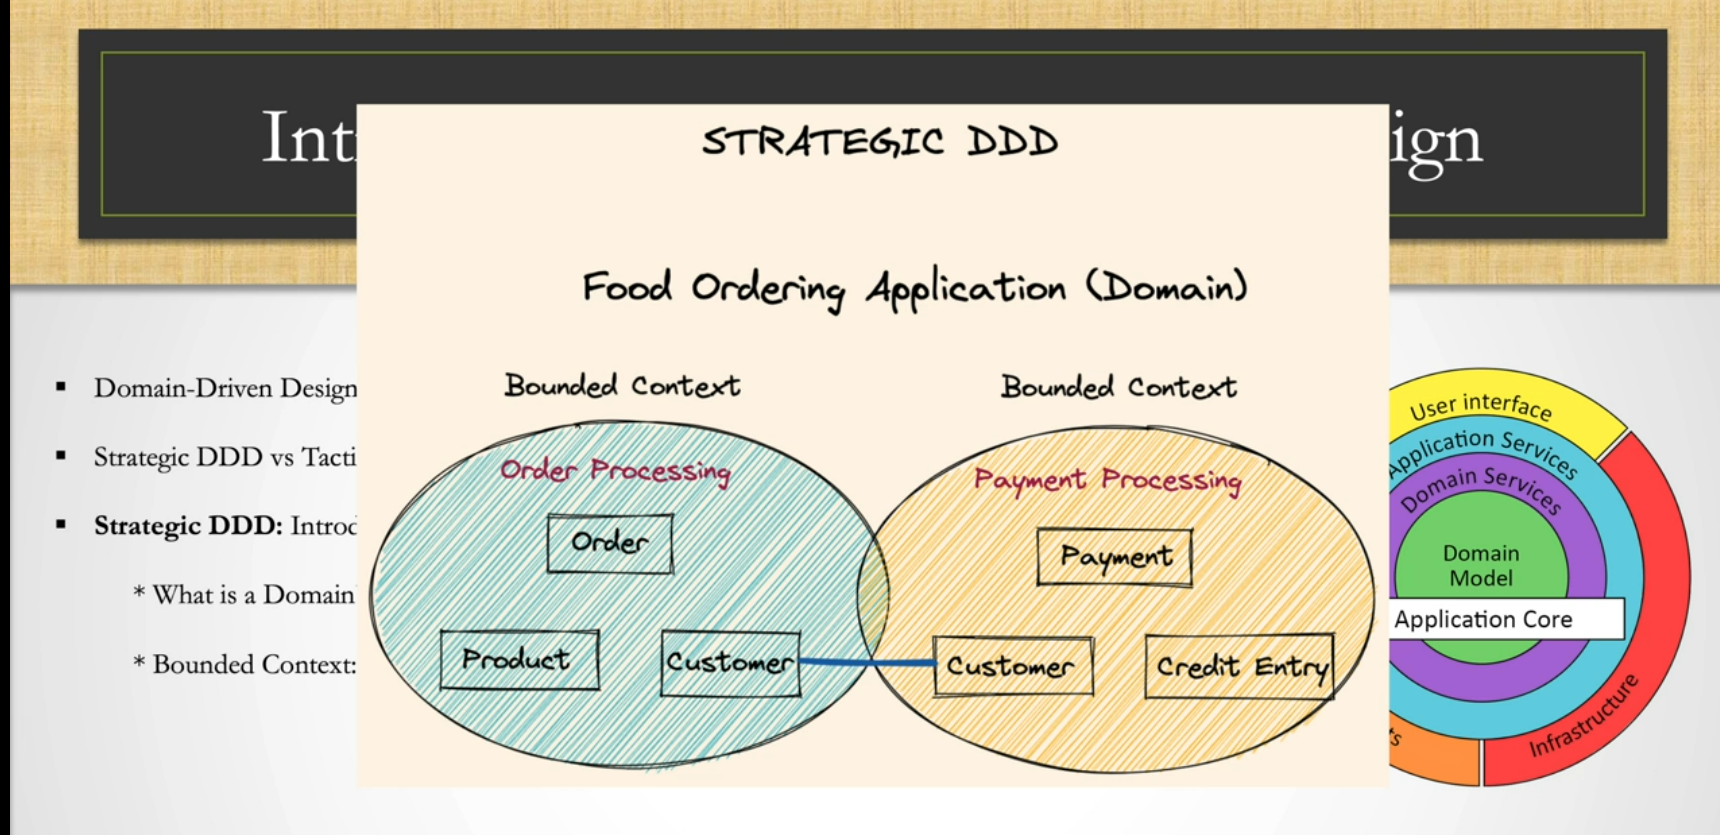 Int
ign
STRATEGIC DDD
Food Ordering Application (Domain)
Bounded Context
Bounded Context
Order Processing
Payment Processing
Order
Payment
Product
Customer
Customer
Credit Entry
Domain-Driven Design
Strategic DDD vs Tacti
Strategic DDD: Introd
* What is a Domain
* Bounded Context:
User interface
Application Services
Domain Services
Domain
Model
Application Core
Infrastructure
ts